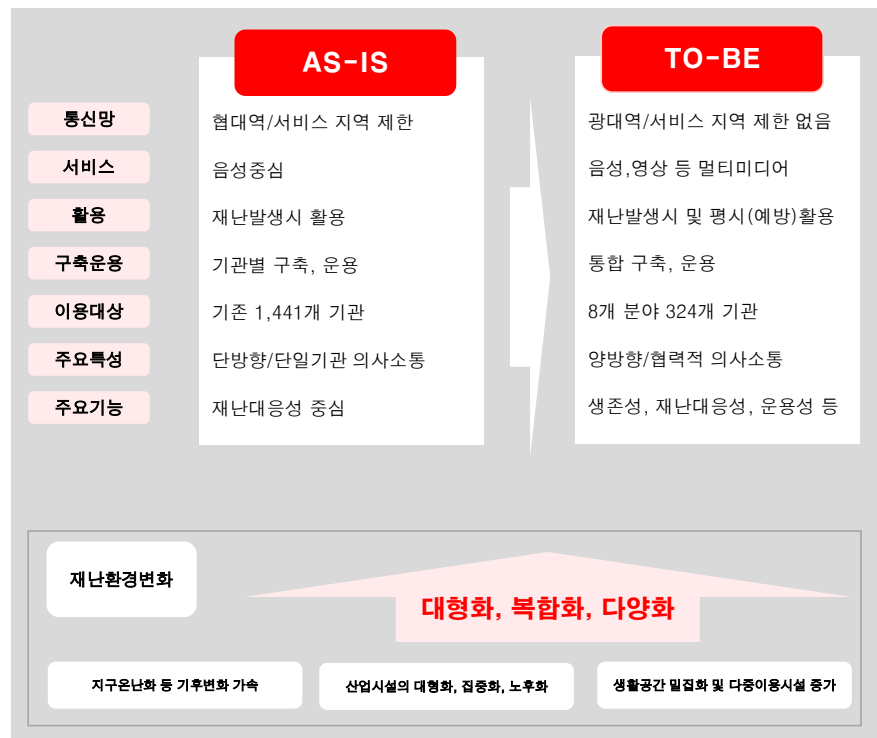 AS-IS
TO-BE
통신망
협대역/서비스 지역 제한
광대역/서비스 지역 제한 없음
서비스
음성중심
음성,영상 등 멀티미디어
활용
재난발생시 활용
재난발생시 및 평시(예방)활용
구축운용
기관별 구축, 운용
통합 구축, 운용
이용대상
기존 1,441개 기관
8개 분야 324개 기관
주요특성
단방향/단일기관 의사소통
양방향/협력적 의사소통
주요기능
재난대응성 중심
생존성, 재난대응성, 운용성 등
재난환경변화
대형화, 복합화, 다양화
지구온난화 등 기후변화 가속
산업시설의 대형화, 집중화, 노후화
생활공간 밀집화 및 다중이용시설 증가